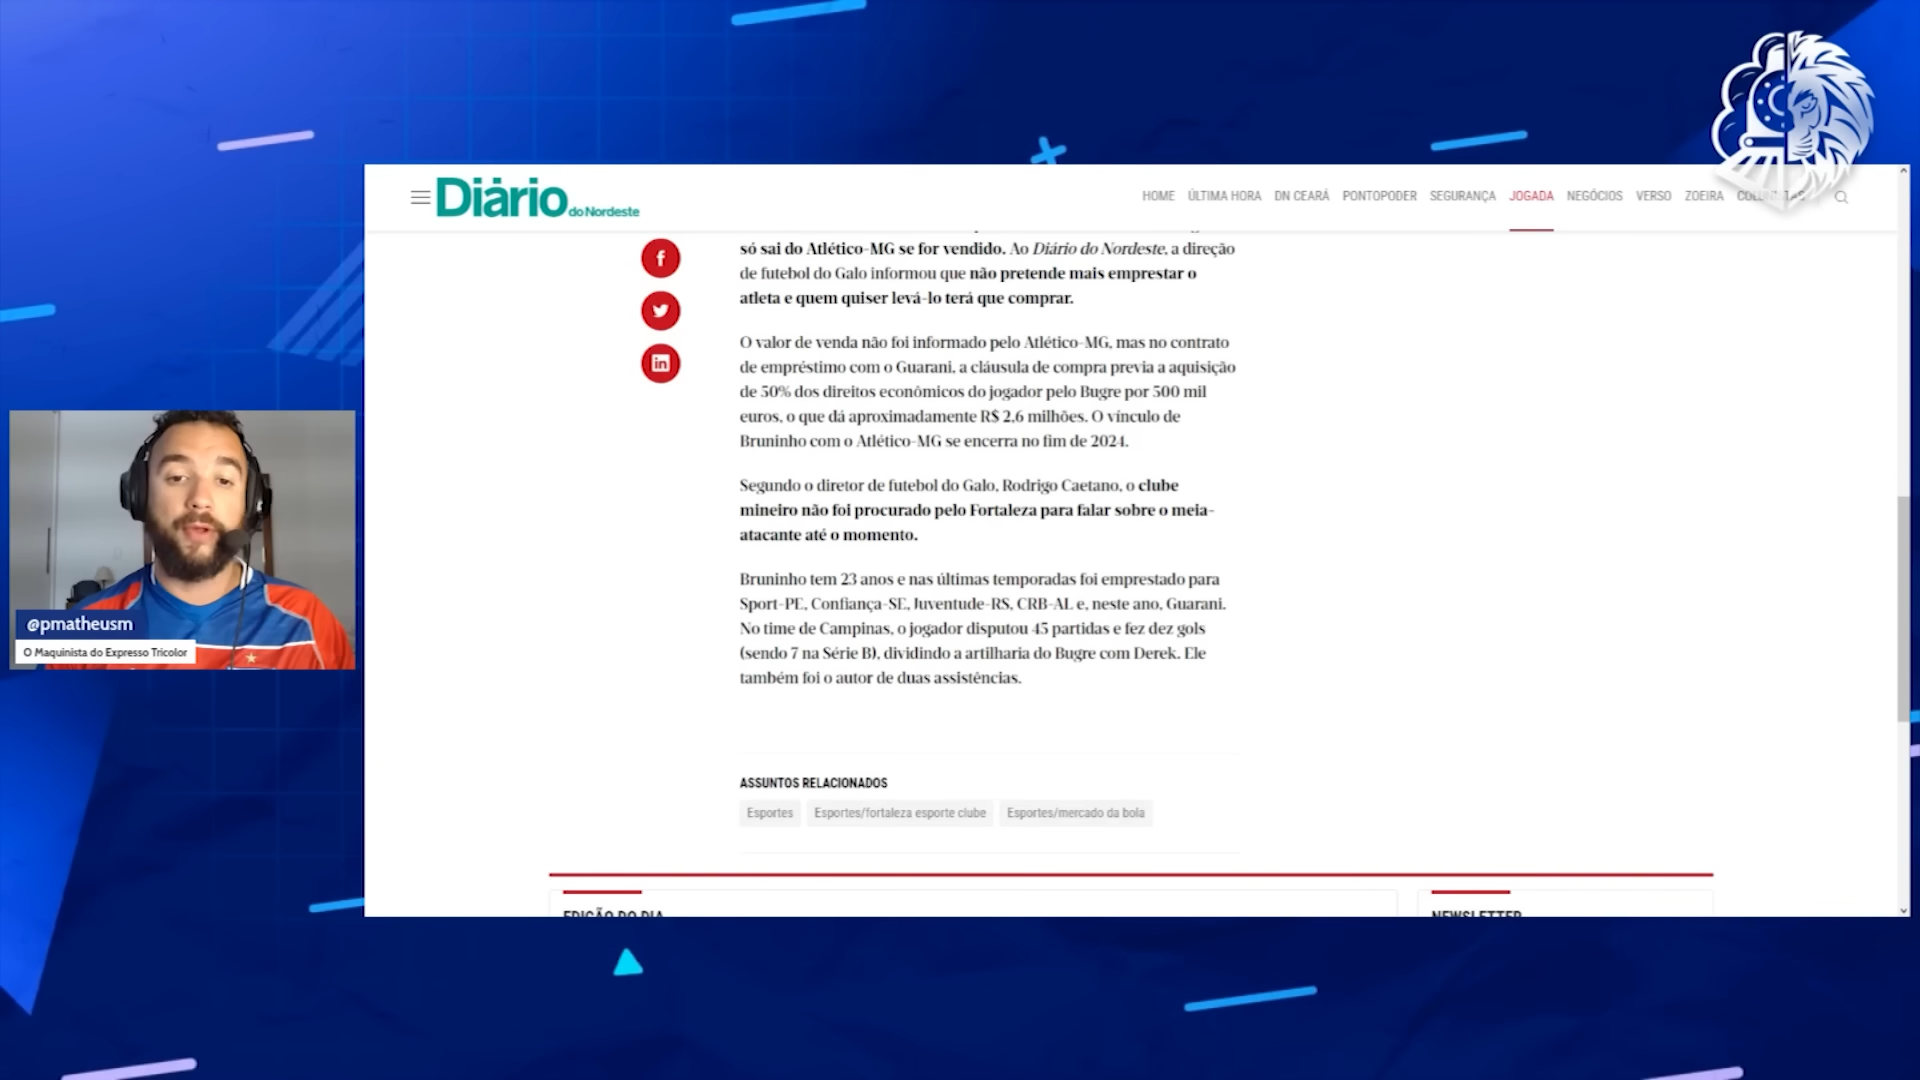 Diário do Nordeste
HOME ÚLTIMA HORA DN CEARÁ PONTOPODER SEGURANÇA JOGADA NEGÓCIOS VERSO ZOEIRA
só sai do Atlético-MG se for vendido. Ao Diário do Nordeste, a direção
de futebol do Galo informou que não pretende mais emprestar o
atleta e quem quiser levá-lo terá que comprar.
O valor de venda não foi informado pelo Atlético-MG, mas no contrato
de empréstimo com o Guarani, a cláusula de compra previa a aquisição
de 50% dos direitos econômicos do jogador pelo Bugre por 500 mil
euros, o que dá aproximadamente R$ 2,6 milhões. O vínculo de
Bruninho com o Atlético-MG se encerra no fim de 2024.
Segundo o diretor de futebol do Galo, Rodrigo Caetano, o clube
mineiro não foi procurado pelo Fortaleza para falar sobre o meia-
atacante até o momento.
Bruninho tem 23 anos e nas últimas temporadas foi emprestado para
Sport-PE, Confiança-SE, Juventude-RS, CRB-AL e, neste ano, Guarani.
No time de Campinas, o jogador disputou 45 partidas e fez dez gols
(sendo 7 na Série B), dividindo a artilharia do Bugre com Derek. Ele
também foi o autor de duas assistências.
@pmatheusm
O Maquinista do Expresso Tricolor
ASSUNTOS RELACIONADOS
Esportes Esportes/fortaleza esporte clube Esportes/mercado da bola
EDIÇÃO DO DIA
NEWSLETTER